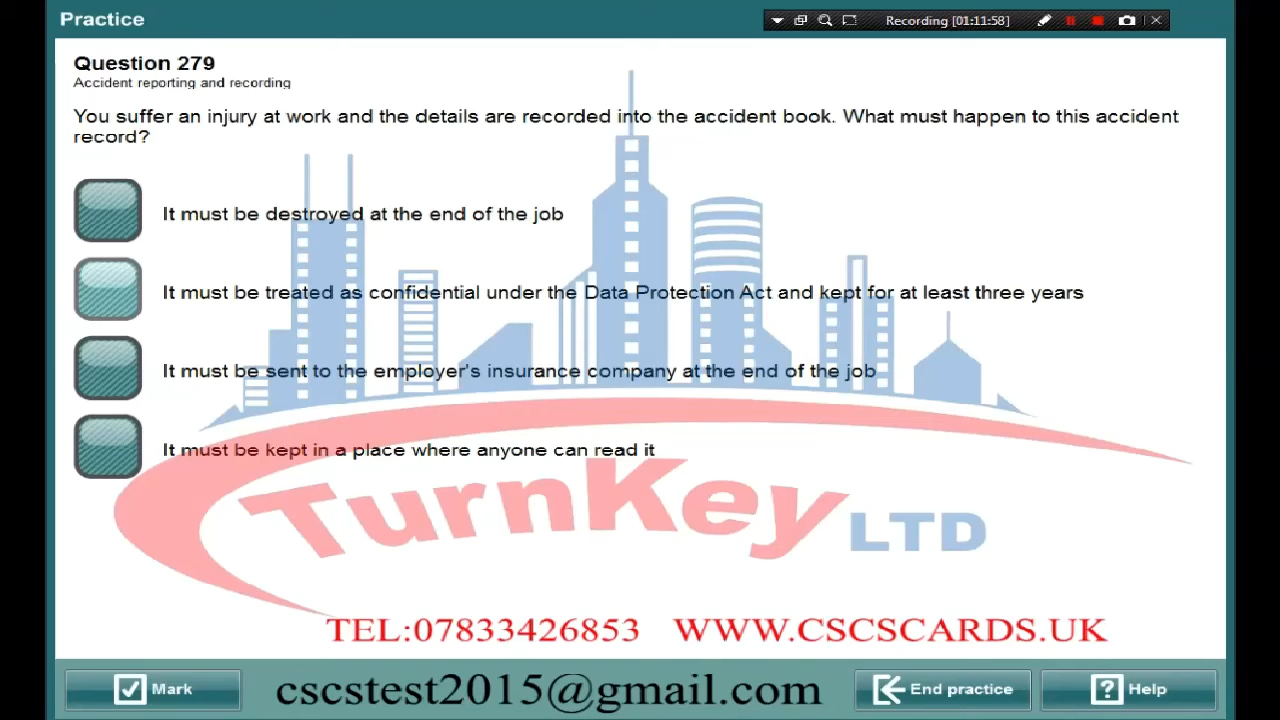 Practice
Recording [01:11:58]
Question 279
Accident reporting and recording
You suffer an injury at work and the details are recorded into the accident book. What must happen to this accident
record?
It must be destroyed at the end of the job
It must be treated as confidential under the Data Protection Act and kept for at least three years
It must be sent to the employer's insurance company at the end of the job
It must be kept in a place where anyone can read it
TurnKey LTD
TEL:07833426853 WWW.CSCSCARDS.UK
Mark
cscstest2015@gmail.com
End practice
? Help